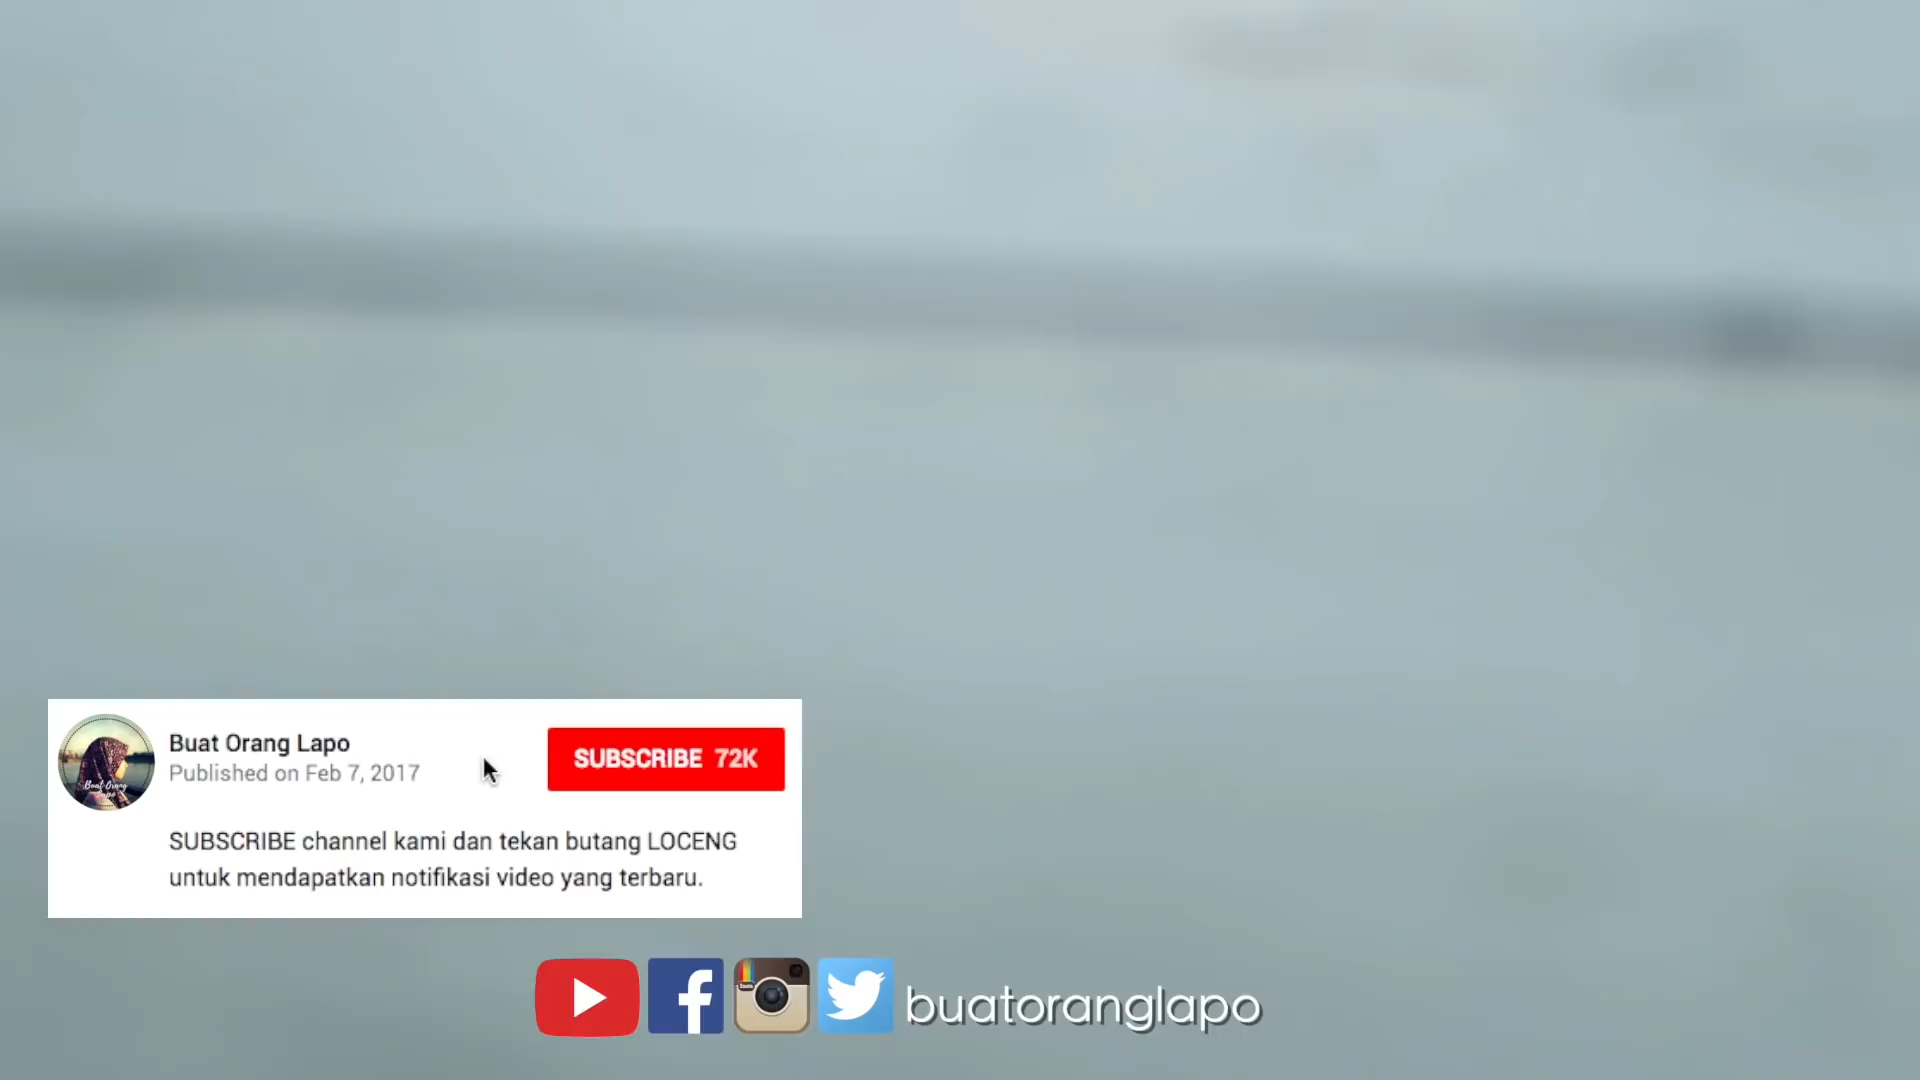 Buat Orang Lapo
Published on Feb 7, 2017
SUBSCRIBE 72K
SUBSCRIBE channel kami dan tekan butang LOCENG
untuk mendapatkan notifikasi video yang terbaru.
buatoranglapo